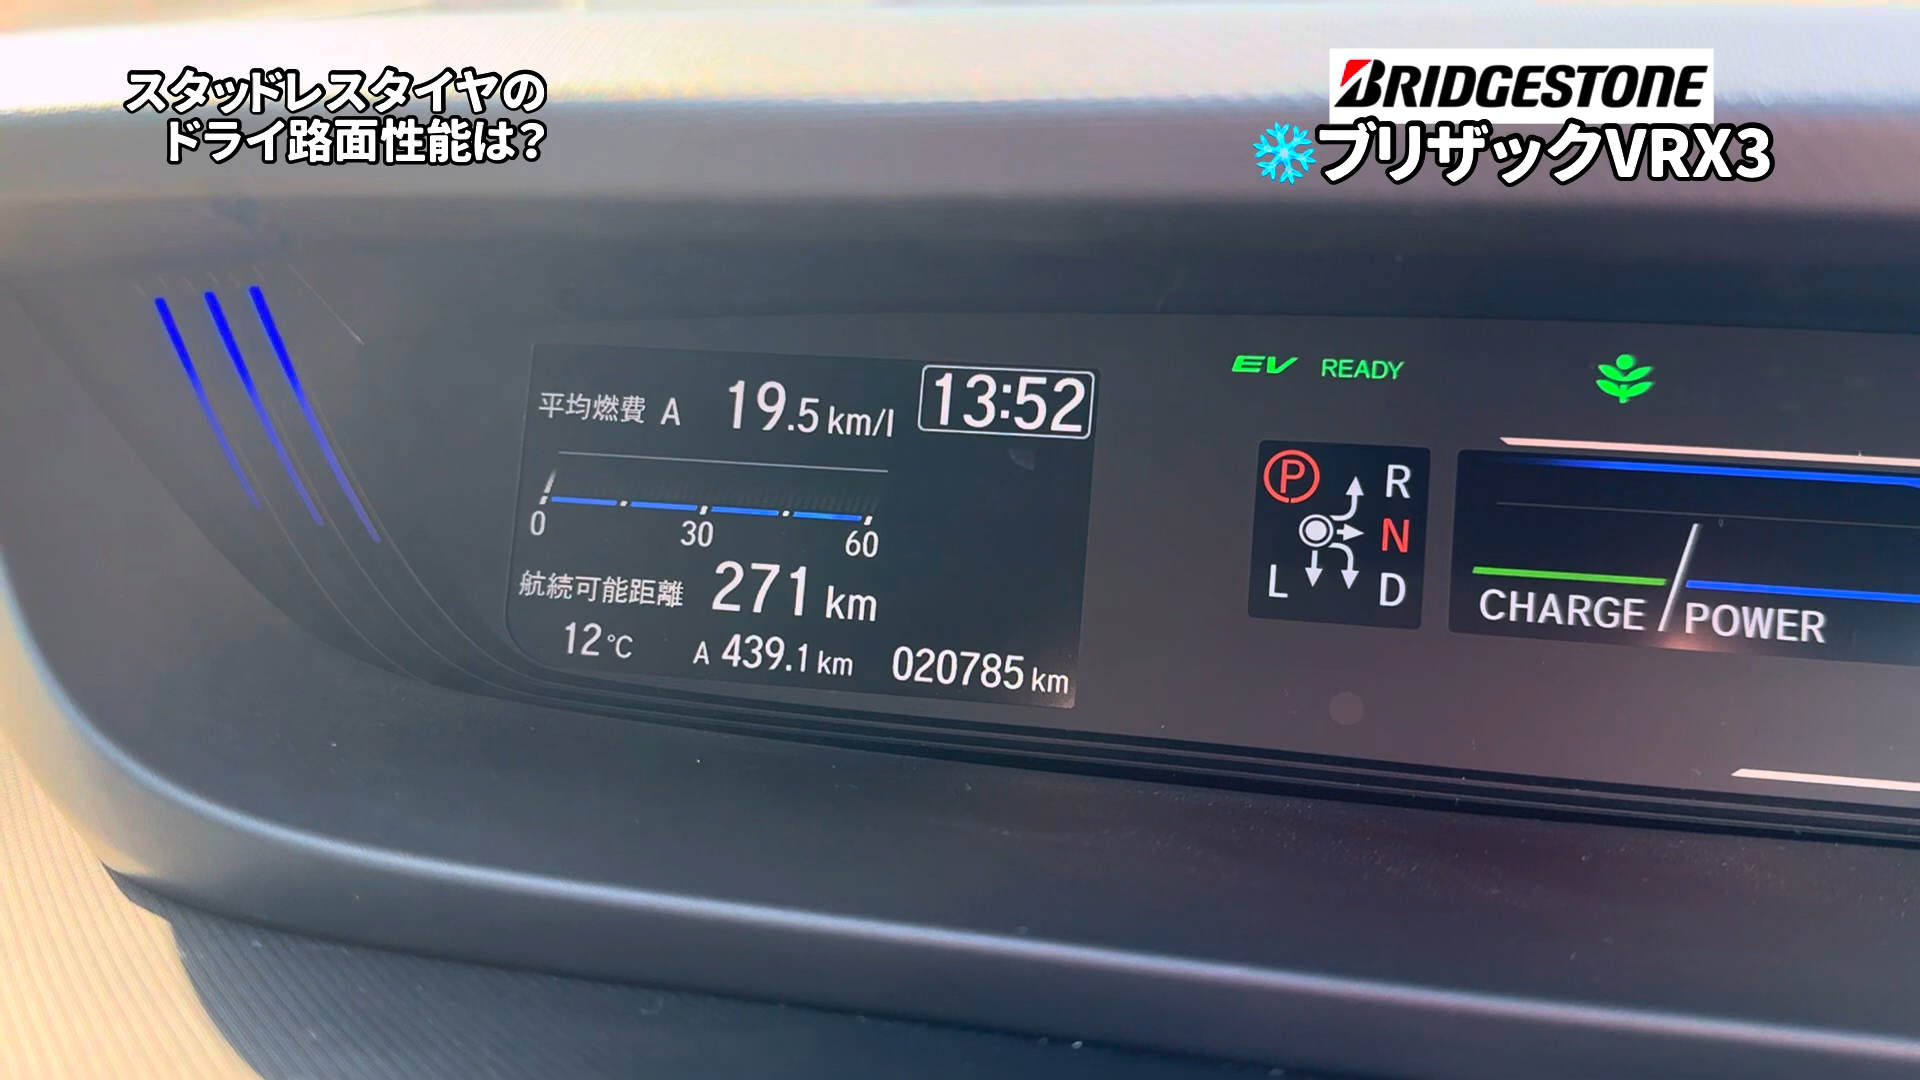 スタッドレスタイヤの
ドライ路面性能は?
BRIDGESTONE
ブリザックVRX3
平均燃費 A 19.5 km/l
13:52
0 30 60
航続可能距離 271 km
12°C A 439.1 km 020785 km
EV READY
P R
N
L D
CHARGE POWER